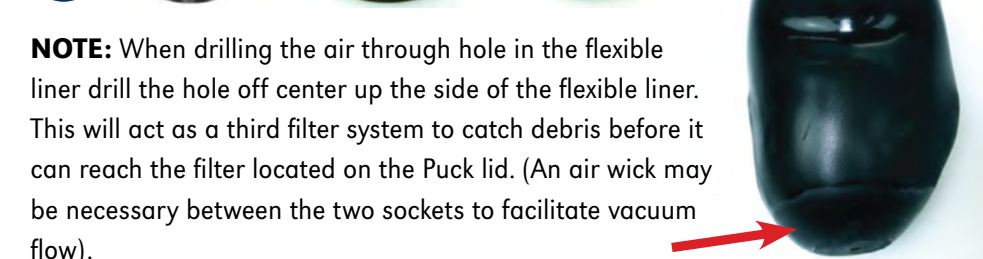 NOTE: When drilling the air through hole in the flexible
liner drill the hole off center up the side of the flexible liner.
This will act as a third filter system to catch debris before it
can reach the filter located on the Puck lid. (An air wick may
be necessary between the two sockets to facilitate vacuum
flow).